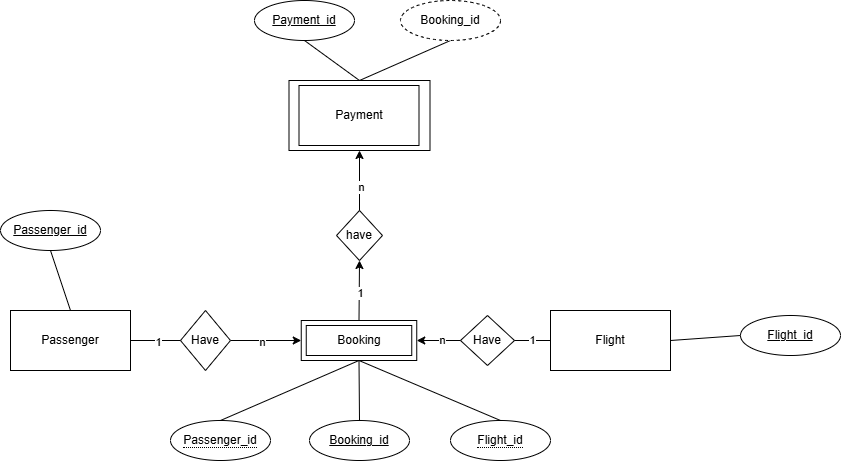 Payment_id
Booking_id
Payment
n
have
1
Passenger_id
Passenger
1
Have
n
Booking
n
Have
1
Flight
Flight_id
Passenger_id
Booking_id
Flight_id